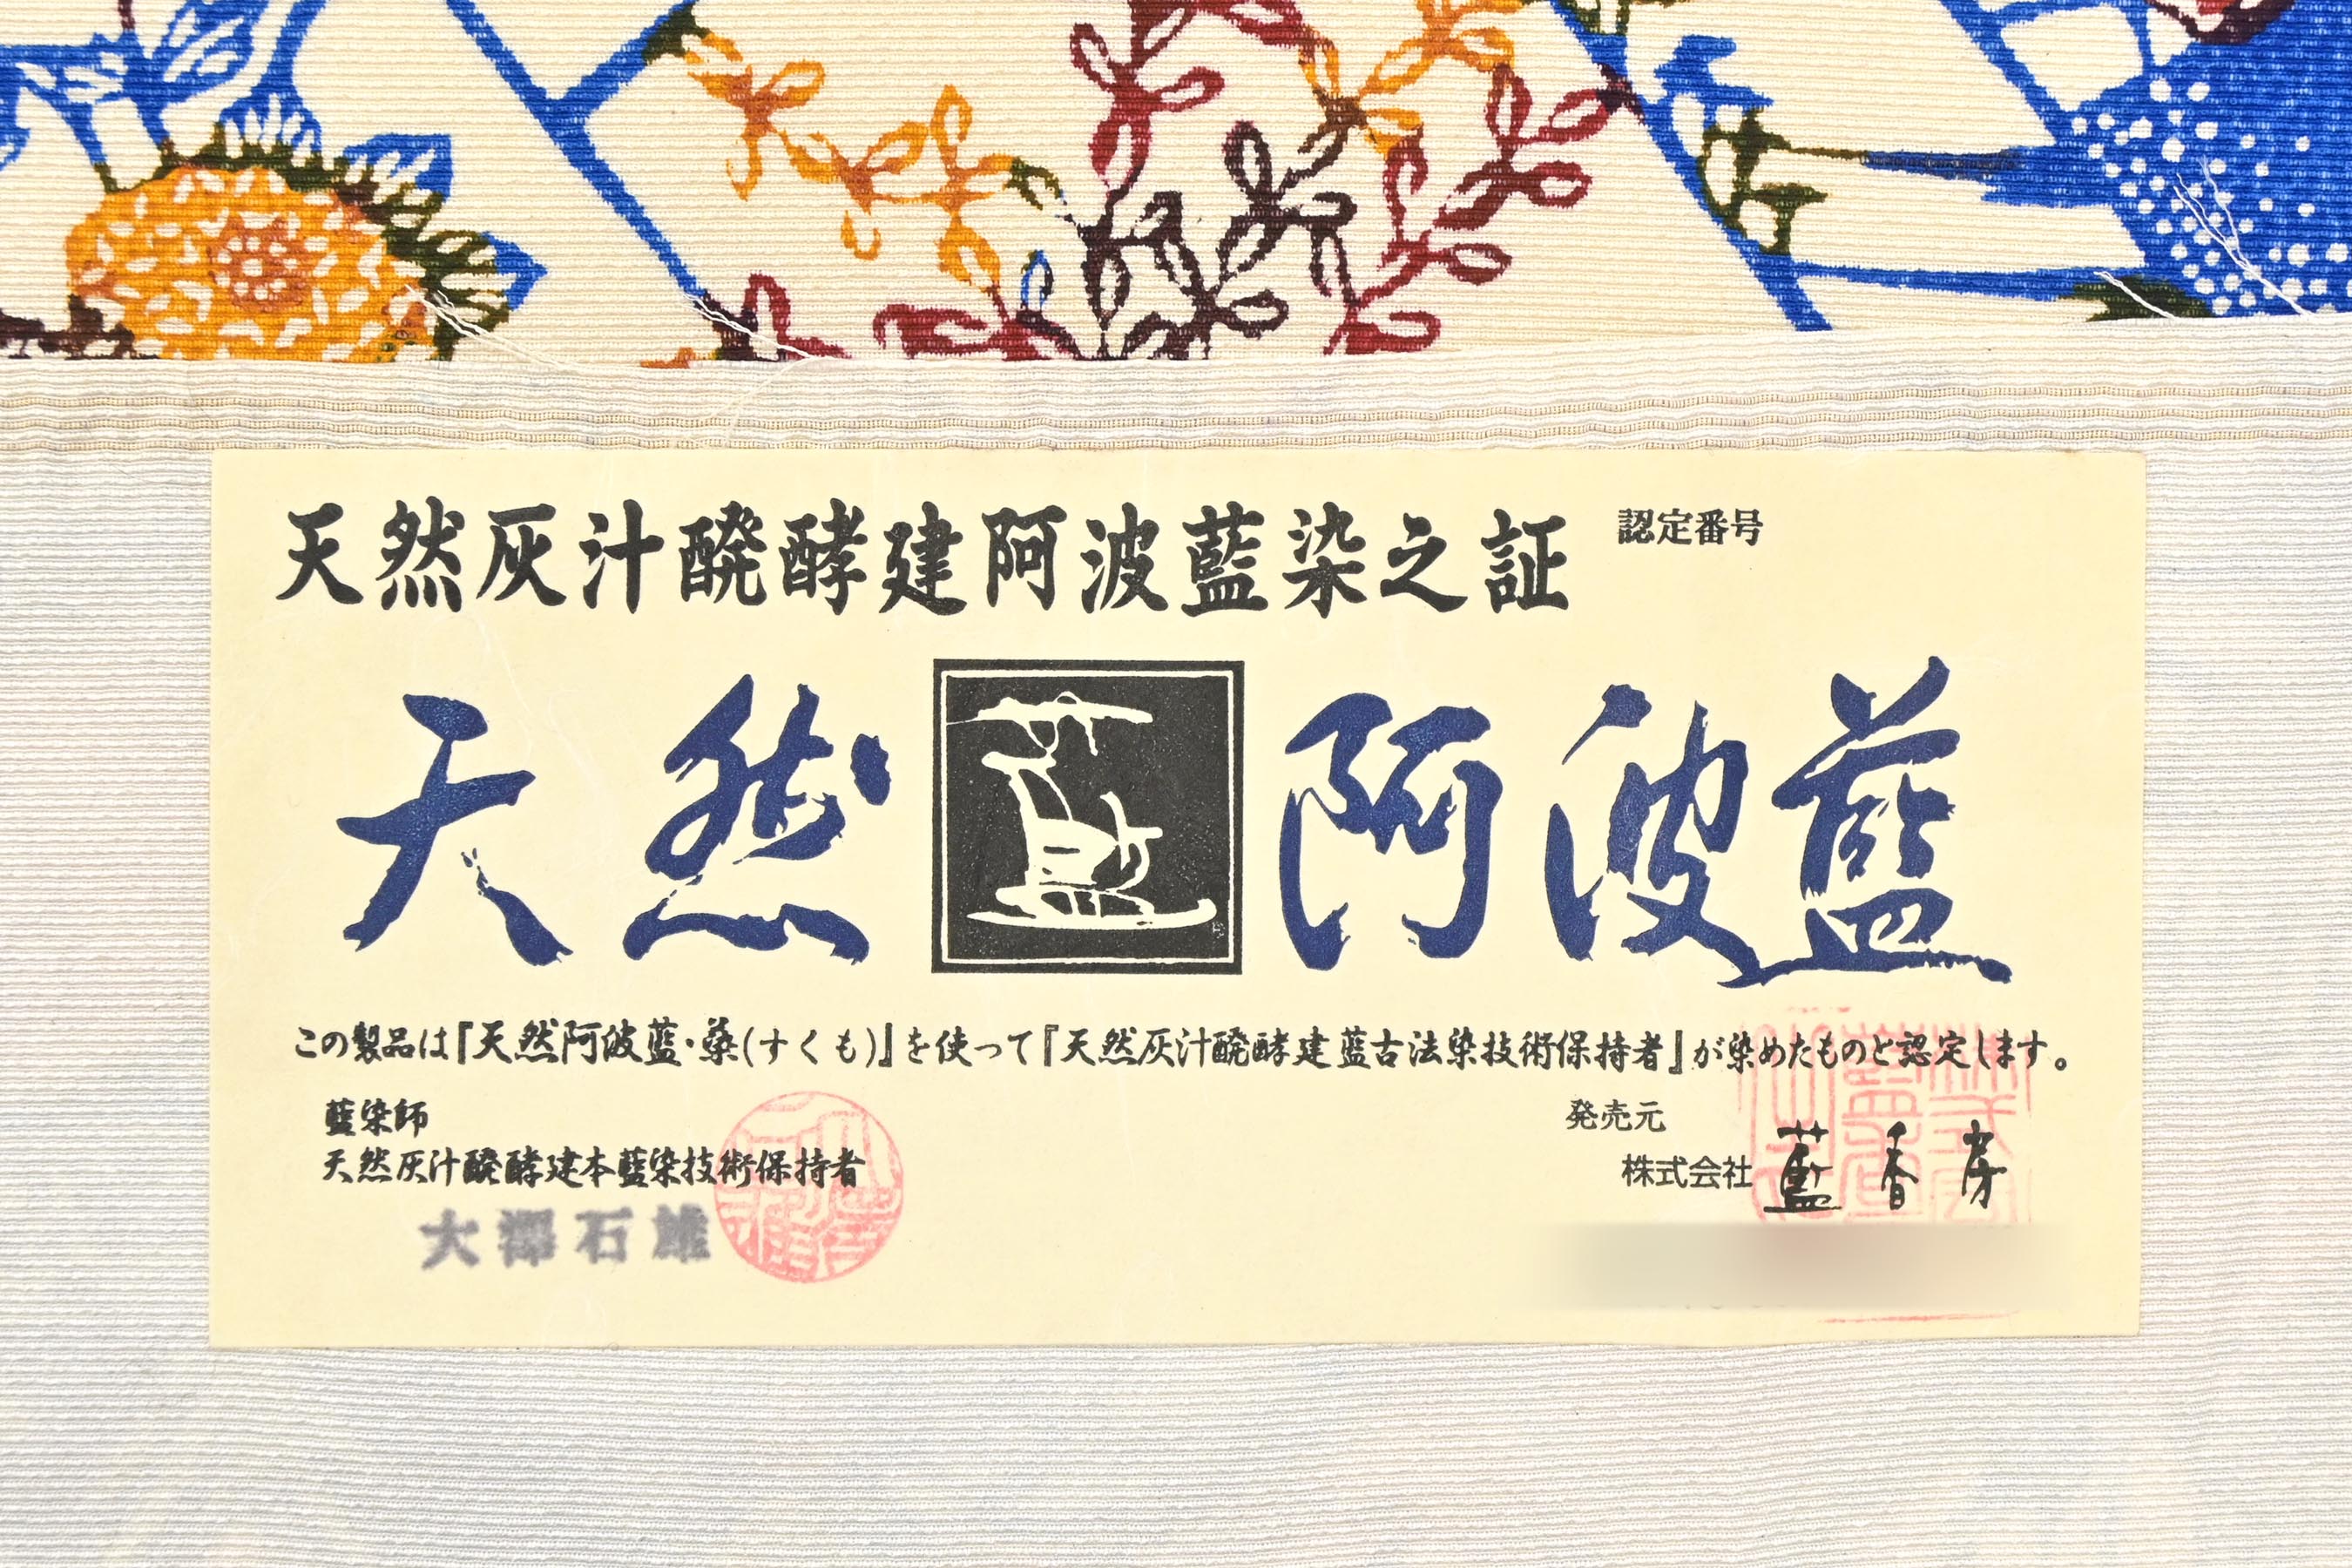 天然灰汁醗酵建阿波藍染之証 認定番号
天然 阿波藍
この製品は『天然阿波藍・蒅(すくも)』を使って『天然灰汁醗酵建藍古法染技術保持者』が染めたものと認定します。
藍染師
天然灰汁醗酵建本藍染技術保持者
大澤石雄
発売元
株式会社 藍香房